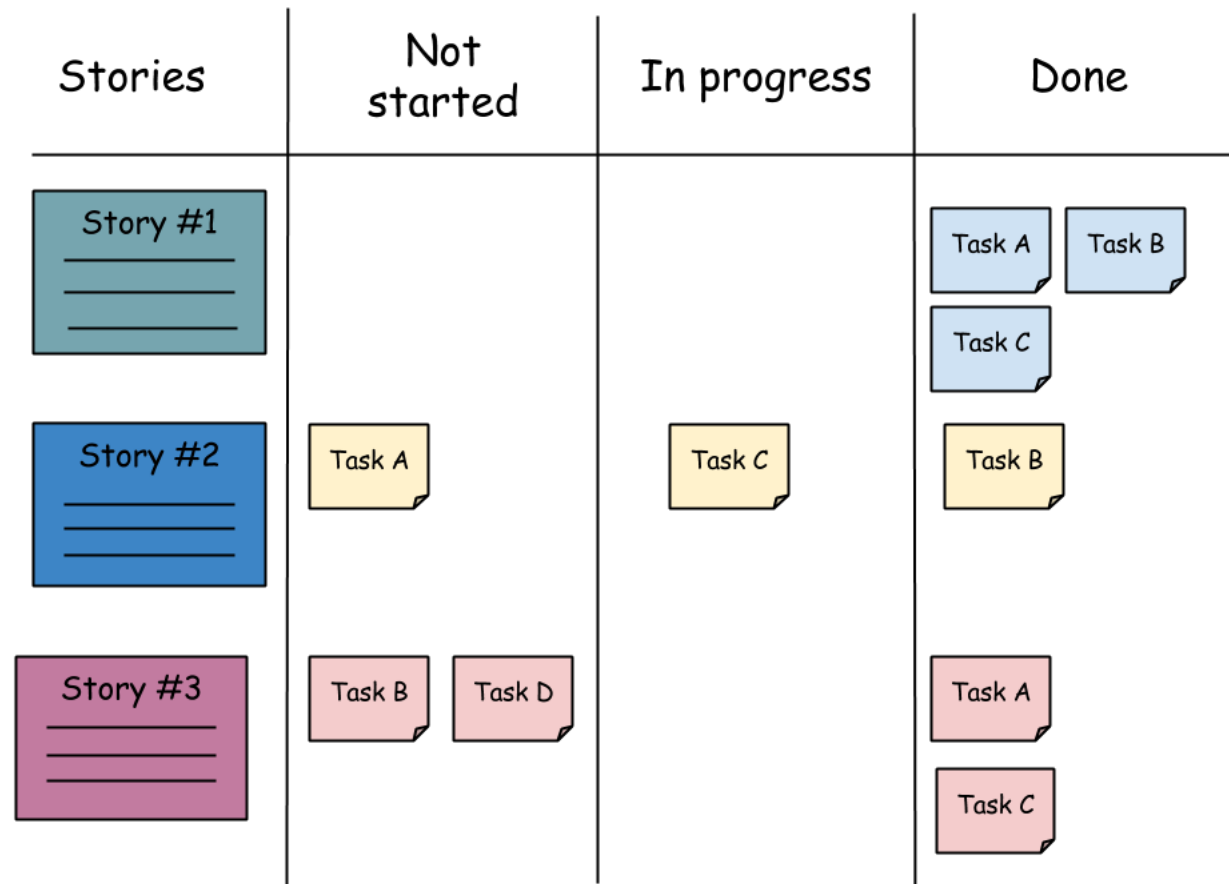 Stories
Not
started
In progress
Done
Story #1
Task A
Task B
Task C
Story #2
Task A
Task C
Task B
Story #3
Task B
Task D
Task A
Task C